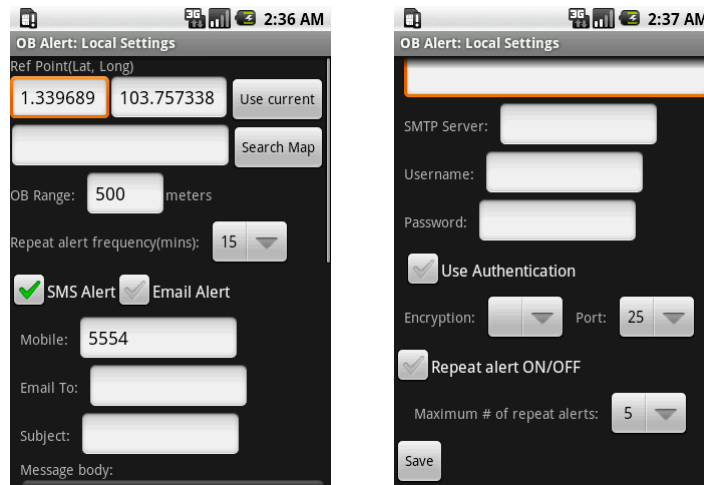 3G 2:36 AM
OB Alert: Local Settings
Ref Point(Lat, Long)
1.339689 103.757338 Use current
Search Map
OB Range: 500 meters
Repeat alert frequency(mins): 15
SMS Alert Email Alert
Mobile: 5554
Email To:
Subject:
Message body:
3G 2:37 AM
OB Alert: Local Settings
SMTP Server:
Username:
Password:
Use Authentication
Encryption: Port: 25
Repeat alert ON/OFF
Maximum # of repeat alerts: 5
Save